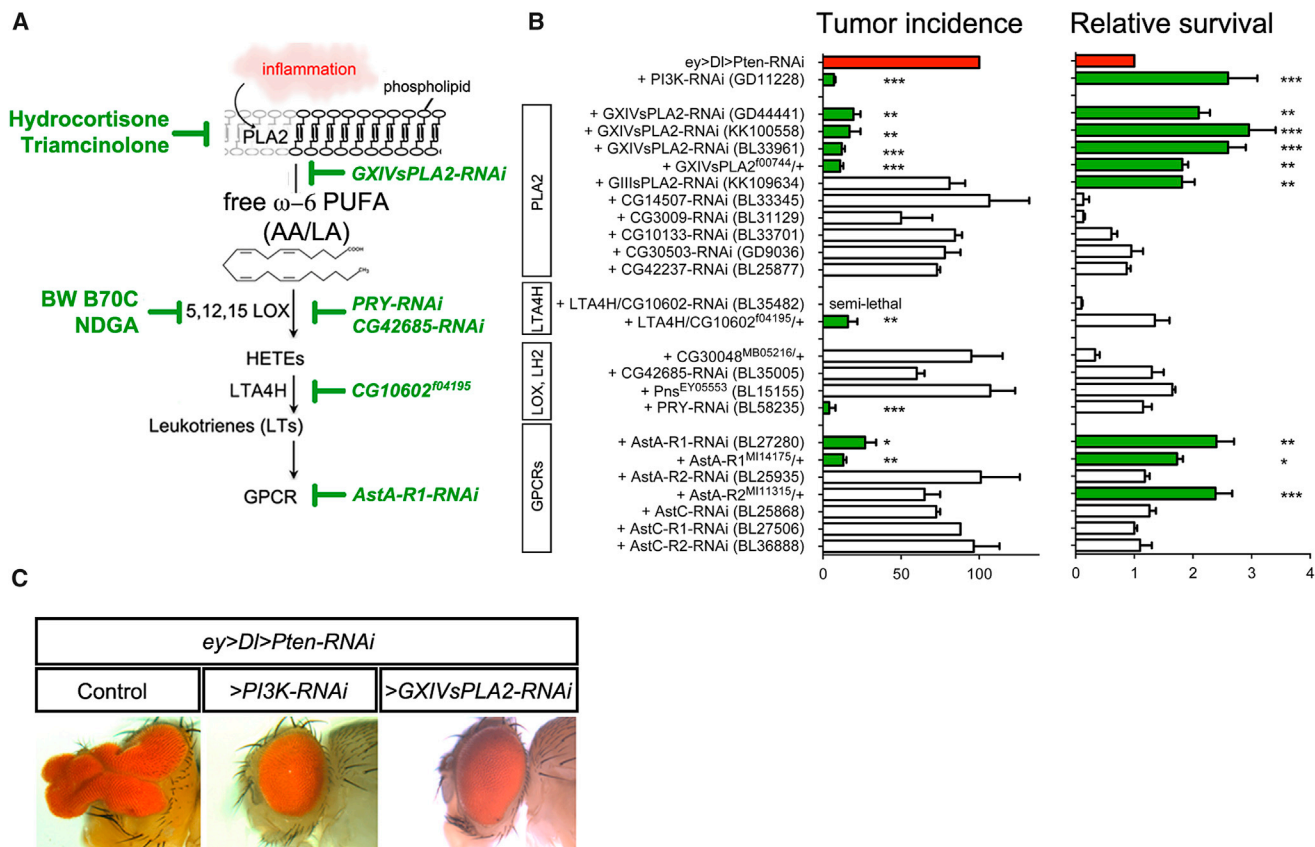 A
inflammation
phospholipid
Hydrocortisone
Triamcinolone
PLA2
GXIVsPLA2-RNAi
free ω–6 PUFA
(AA/LA)
COOH
CH₃
BW B70C
NDGA
5,12,15 LOX
PRY-RNAi
CG42685-RNAi
HETEs
LTA4H
CG10602f04195
Leukotrienes (LTs)
GPCR
AstA-R1-RNAi
B
Tumor incidence
Relative survival
ey>Dl>Pten-RNAi
+ PI3K-RNAi (GD11228) *** ***
PLA2
+ GXIVsPLA2-RNAi (GD44441) ** **
+ GXIVsPLA2-RNAi (KK100558) ** ***
+ GXIVsPLA2-RNAi (BL33961) *** ***
+ GXIVsPLA2f00744/+ *** **
+ GIIIsPLA2-RNAi (KK109634) **
+ CG14507-RNAi (BL33345)
+ CG3009-RNAi (BL31129)
+ CG10133-RNAi (BL33701)
+ CG30503-RNAi (GD9036)
+ CG42237-RNAi (BL25877)
LTA4H
+ LTA4H/CG10602-RNAi (BL35482) semi-lethal
+ LTA4H/CG10602f04195/+ **
LOX, LH2
+ CG30048MB05216/+
+ CG42685-RNAi (BL35005)
+ PnsEY05553 (BL15155)
+ PRY-RNAi (BL58235) ***
GPCRs
+ AstA-R1-RNAi (BL27280) * **
+ AstA-R1MI14175/+ ** *
+ AstA-R2-RNAi (BL25935)
+ AstA-R2MI11315/+ ***
+ AstC-RNAi (BL25868)
+ AstC-R1-RNAi (BL27506)
+ AstC-R2-RNAi (BL36888)
0 50 100
0 1 2 3 4
C
ey>Dl>Pten-RNAi
Control
>PI3K-RNAi
>GXIVsPLA2-RNAi